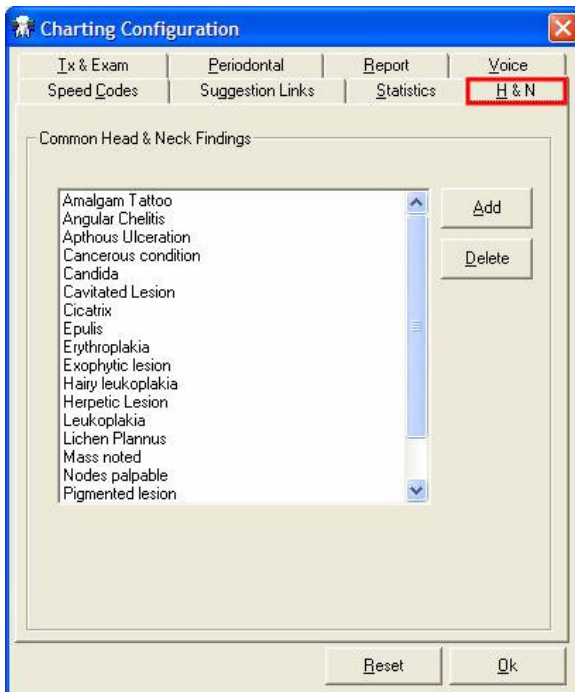 Charting Configuration
Tx & Exam Periodontal Report Voice
Speed Codes Suggestion Links Statistics H & N
Common Head & Neck Findings
Amalgam Tattoo
Angular Chelitis
Apthous Ulceration
Cancerous condition
Candida
Cavitated Lesion
Cicatrix
Epulis
Erythroplakia
Exophytic lesion
Hairy leukoplakia
Herpetic Lesion
Leukoplakia
Lichen Plannus
Mass noted
Nodes palpable
Pigmented lesion
Add
Delete
Reset Ok